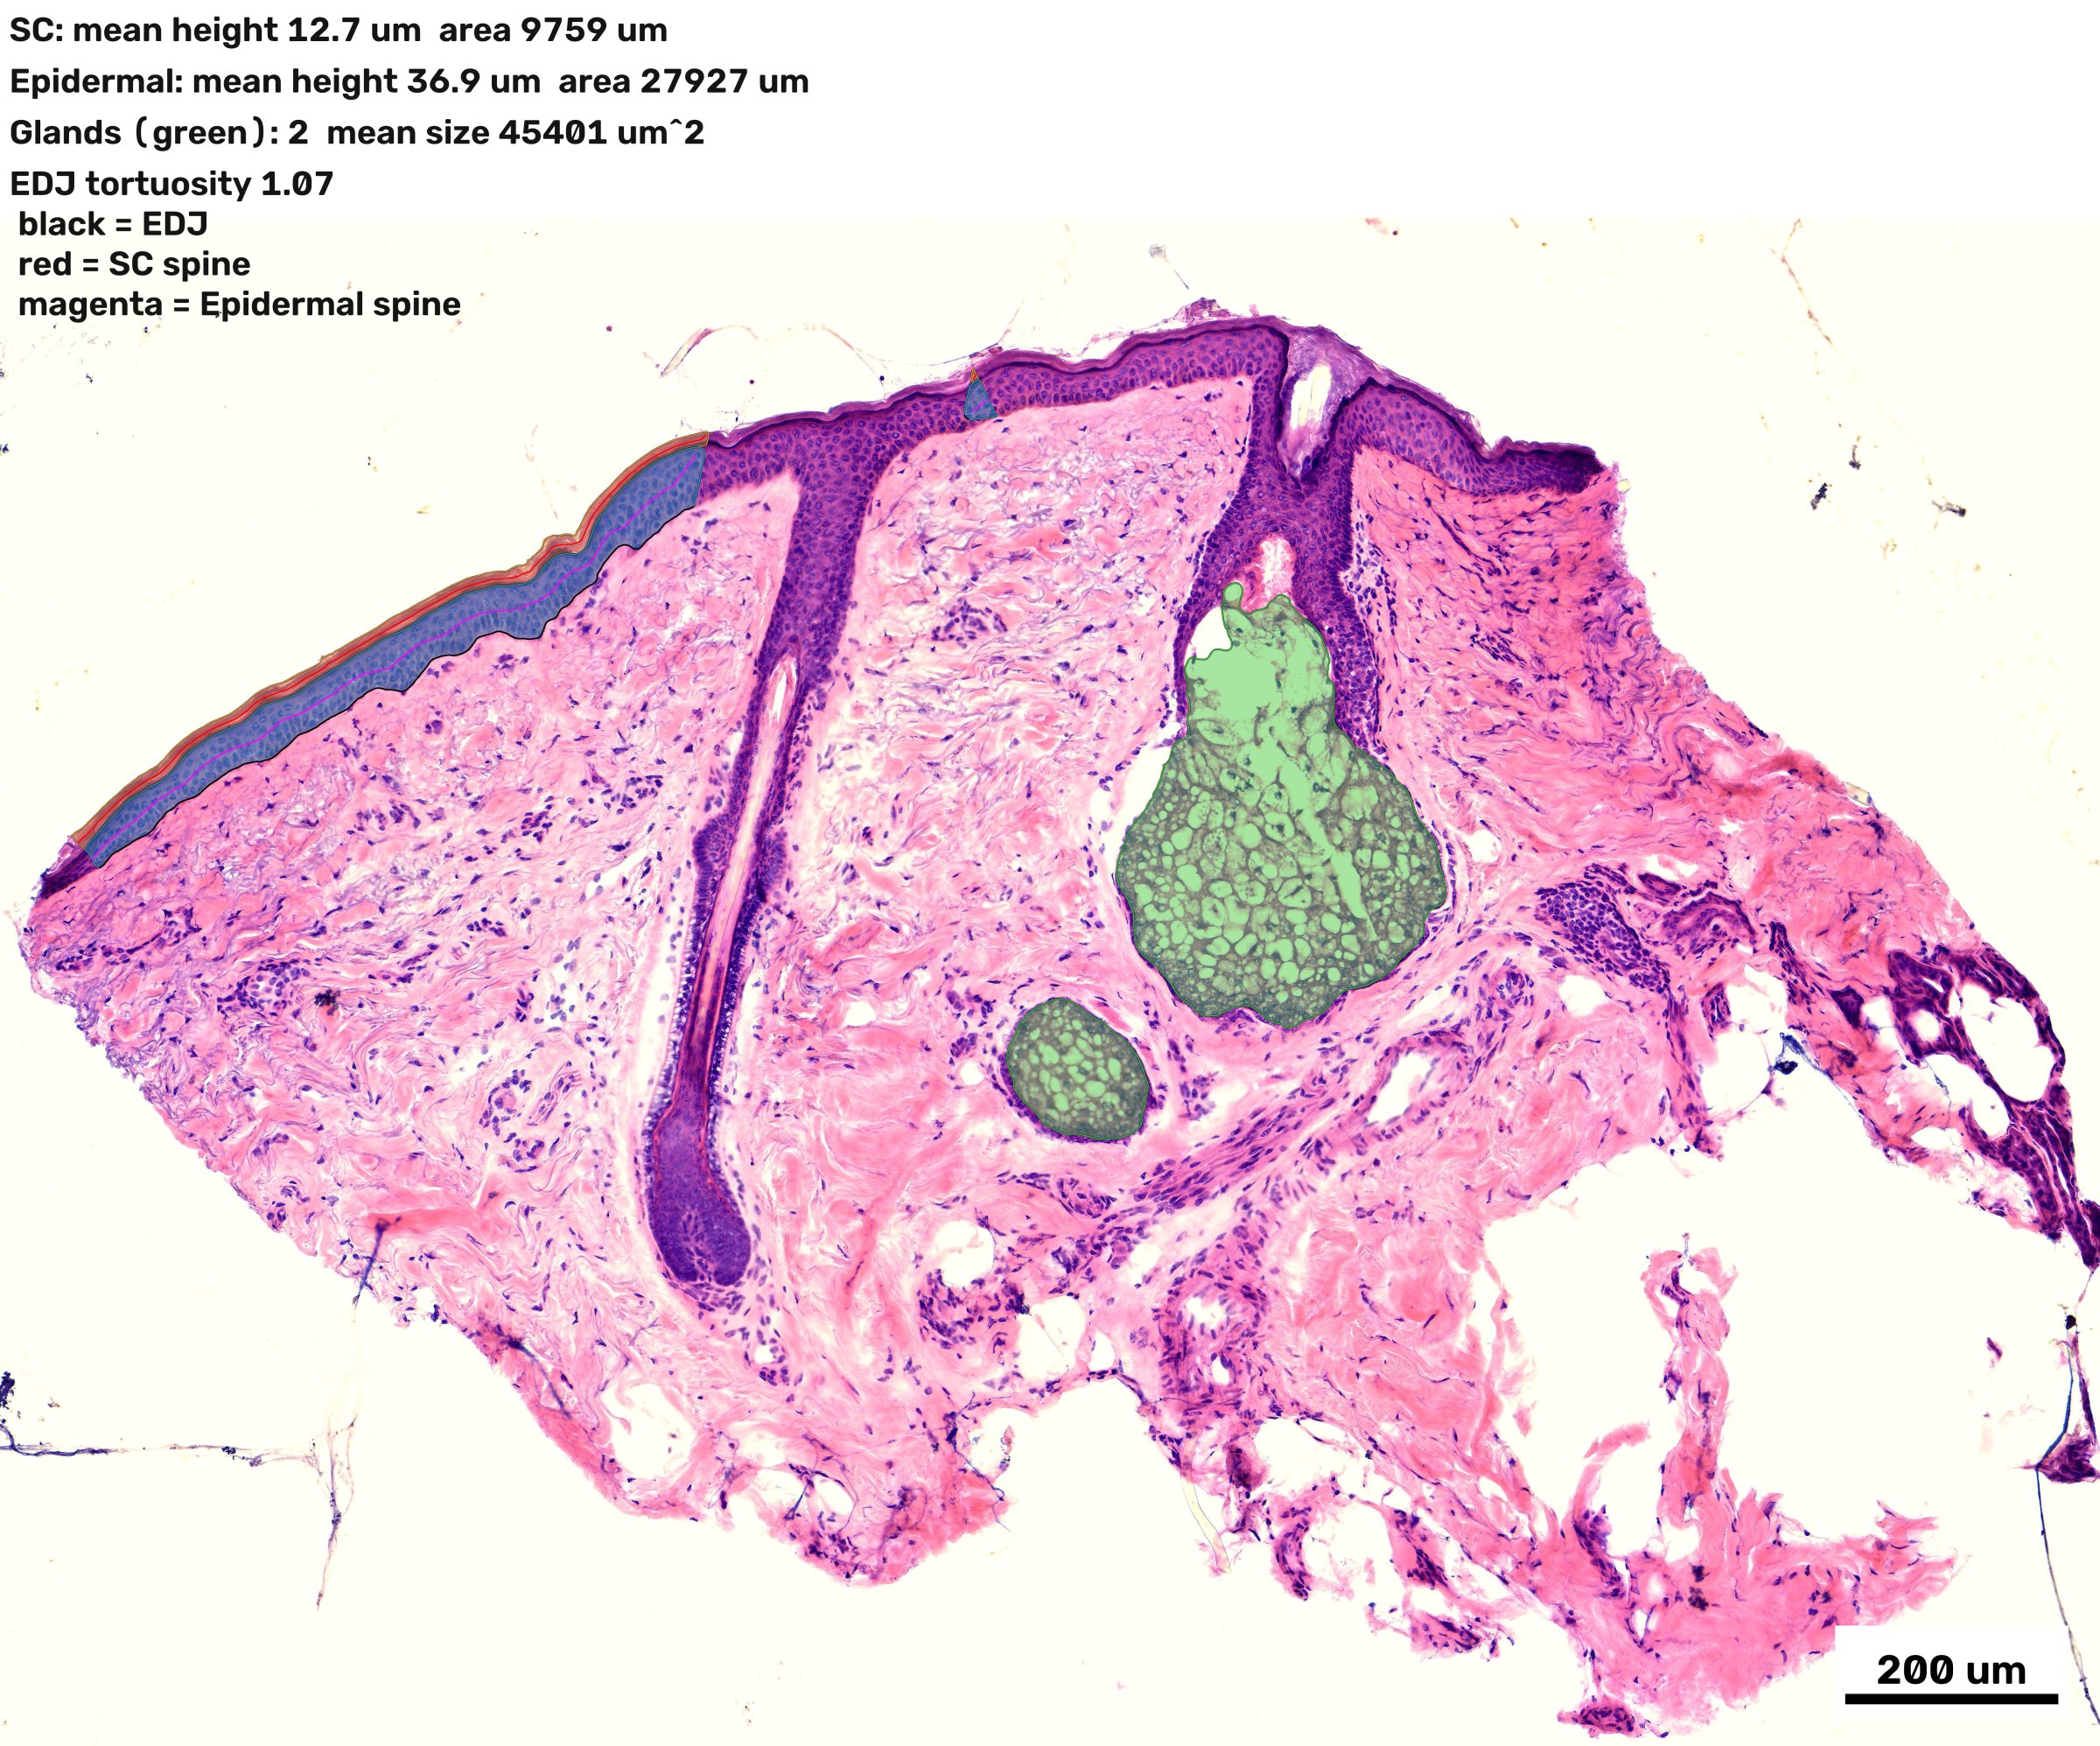 SC: mean height 12.7 um  area 9759 um
Epidermal: mean height 36.9 um  area 27927 um
Glands (green): 2  mean size 45401 um^2
EDJ tortuosity 1.07
black = EDJ
red = SC spine
magenta = Epidermal spine
200 um